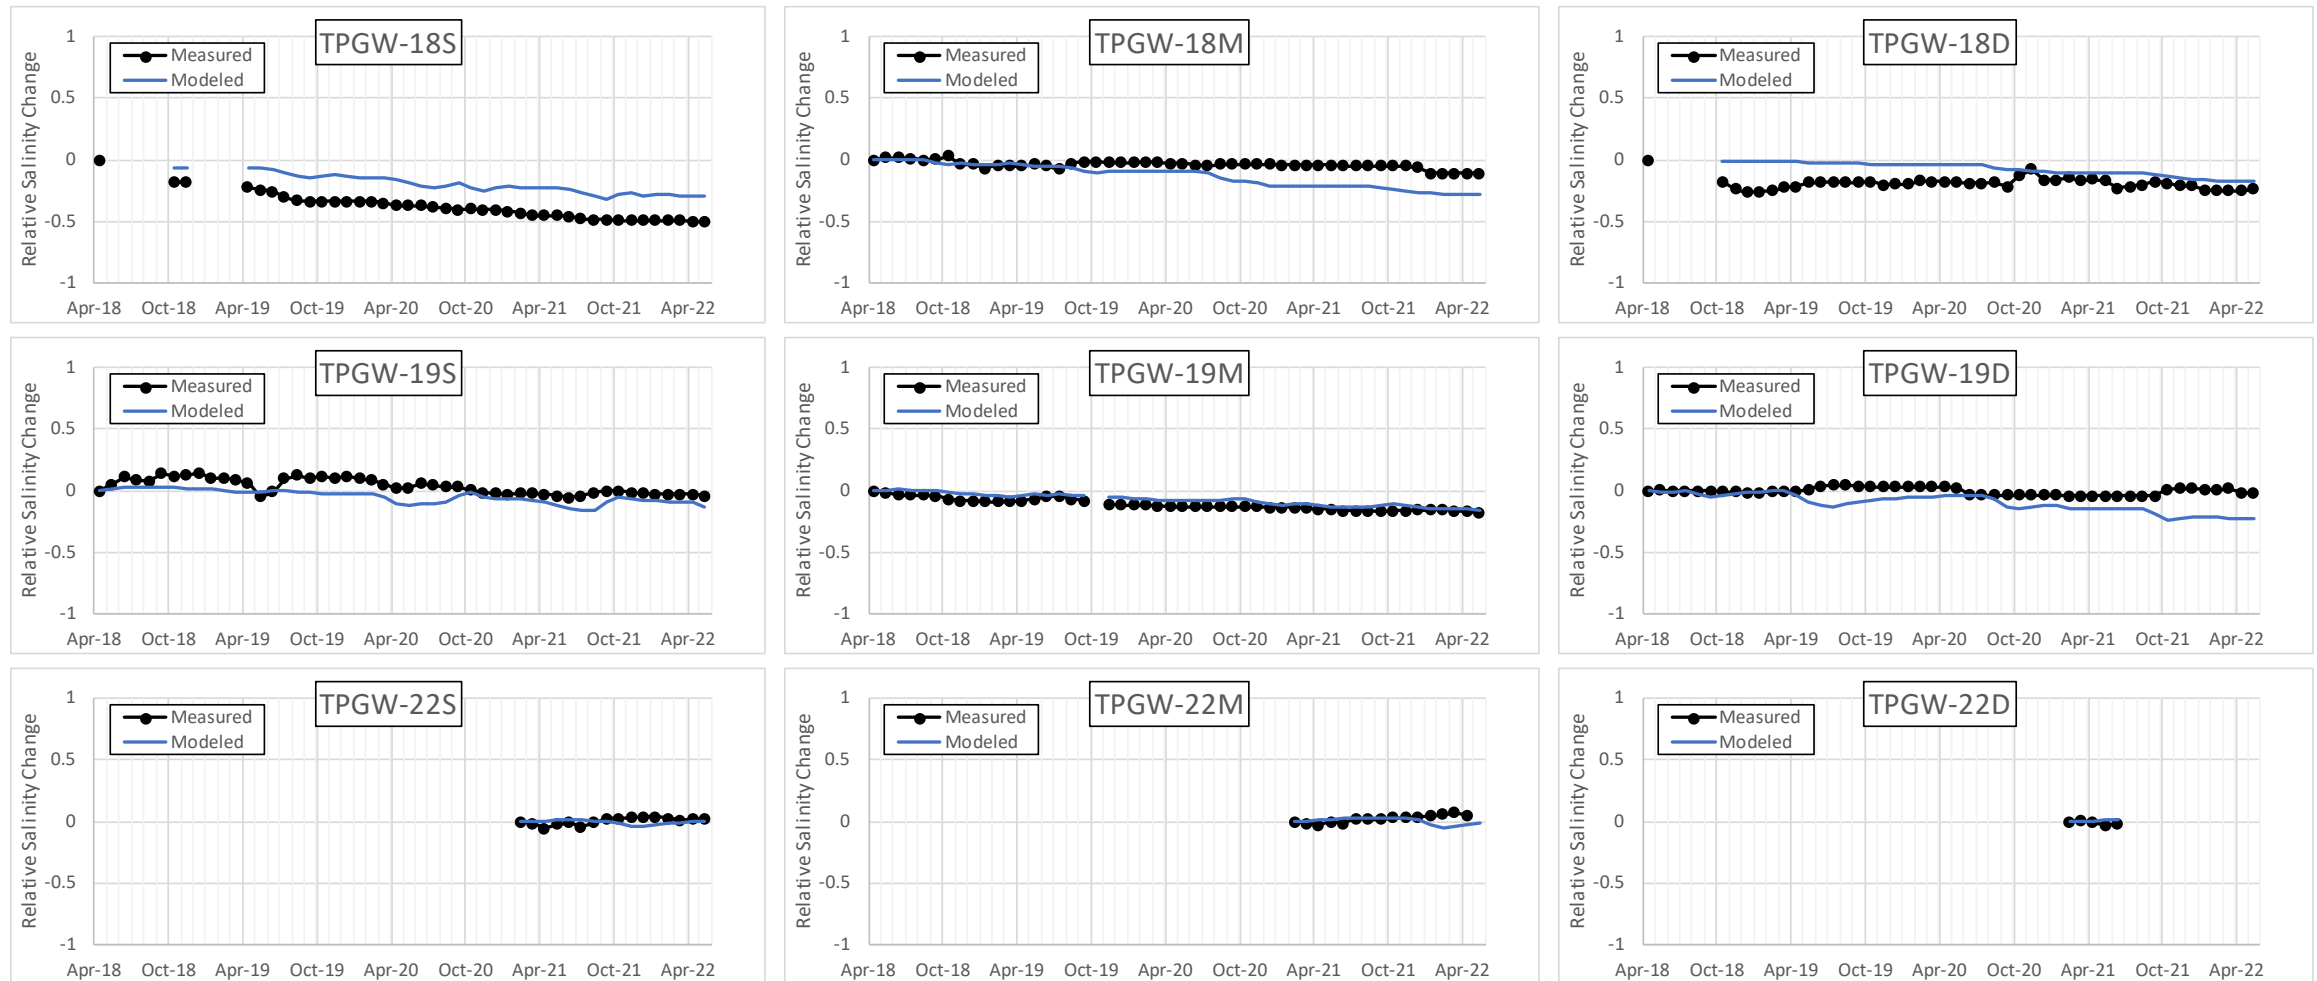 TPGW-18S
Measured
Modeled
Relative Salinity Change
1
0.5
0
-0.5
-1
Apr-18 Oct-18 Apr-19 Oct-19 Apr-20 Oct-20 Apr-21 Oct-21 Apr-22
TPGW-18M
Measured
Modeled
Relative Salinity Change
1
0.5
0
-0.5
-1
Apr-18 Oct-18 Apr-19 Oct-19 Apr-20 Oct-20 Apr-21 Oct-21 Apr-22
TPGW-18D
Measured
Modeled
Relative Salinity Change
1
0.5
0
-0.5
-1
Apr-18 Oct-18 Apr-19 Oct-19 Apr-20 Oct-20 Apr-21 Oct-21 Apr-22
TPGW-19S
Measured
Modeled
Relative Salinity Change
1
0.5
0
-0.5
-1
Apr-18 Oct-18 Apr-19 Oct-19 Apr-20 Oct-20 Apr-21 Oct-21 Apr-22
TPGW-19M
Measured
Modeled
Relative Salinity Change
1
0.5
0
-0.5
-1
Apr-18 Oct-18 Apr-19 Oct-19 Apr-20 Oct-20 Apr-21 Oct-21 Apr-22
TPGW-19D
Measured
Modeled
Relative Salinity Change
1
0.5
0
-0.5
-1
Apr-18 Oct-18 Apr-19 Oct-19 Apr-20 Oct-20 Apr-21 Oct-21 Apr-22
TPGW-22S
Measured
Modeled
Relative Salinity Change
1
0.5
0
-0.5
-1
Apr-18 Oct-18 Apr-19 Oct-19 Apr-20 Oct-20 Apr-21 Oct-21 Apr-22
TPGW-22M
Measured
Modeled
Relative Salinity Change
1
0.5
0
-0.5
-1
Apr-18 Oct-18 Apr-19 Oct-19 Apr-20 Oct-20 Apr-21 Oct-21 Apr-22
TPGW-22D
Measured
Modeled
Relative Salinity Change
1
0.5
0
-0.5
-1
Apr-18 Oct-18 Apr-19 Oct-19 Apr-20 Oct-20 Apr-21 Oct-21 Apr-22